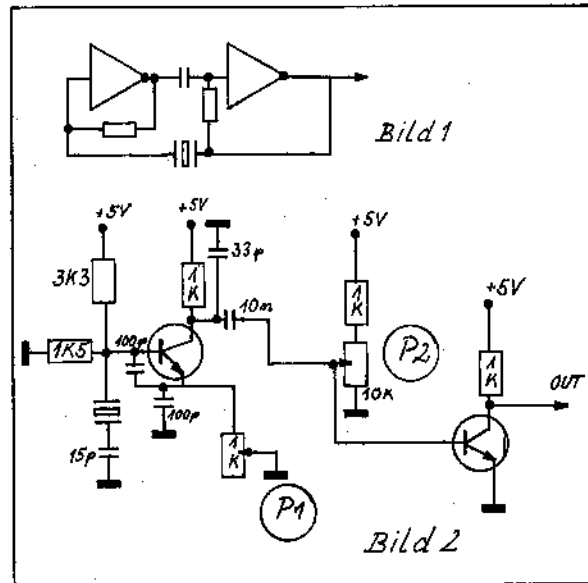 Bild 1
+5V
+5V
+5V
+5V
3K3
1K
33p
10n
1K
1K
OUT
1K5
100p
P2
10K
15p
100p
1K
P1
Bild 2